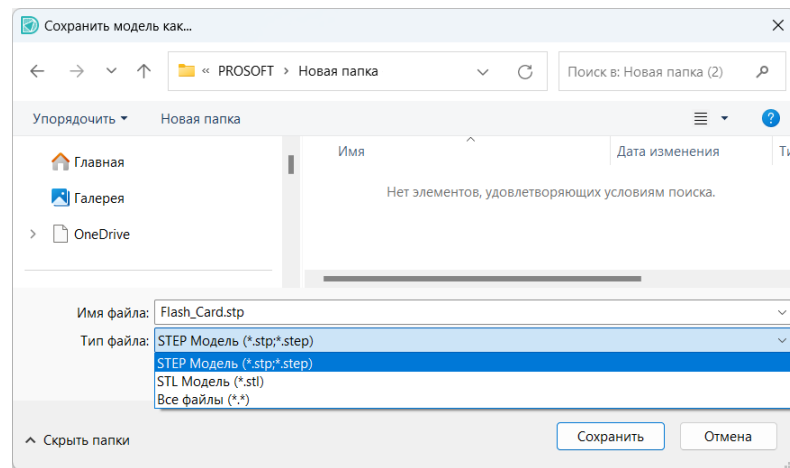 Сохранить модель как...
« PROSOFT > Новая папка
Поиск в: Новая папка (2)
Упорядочить
Новая папка
?
Имя
Дата изменения
Главная
Галерея
OneDrive
Нет элементов, удовлетворяющих условиям поиска.
Имя файла: Flash_Card.stp
Тип файла: STEP Модель (*.stp;*.step)
STEP Модель (*.stp;*.step)
STL Модель (*.stl)
Все файлы (*.*)
Скрыть папки
Сохранить
Отмена